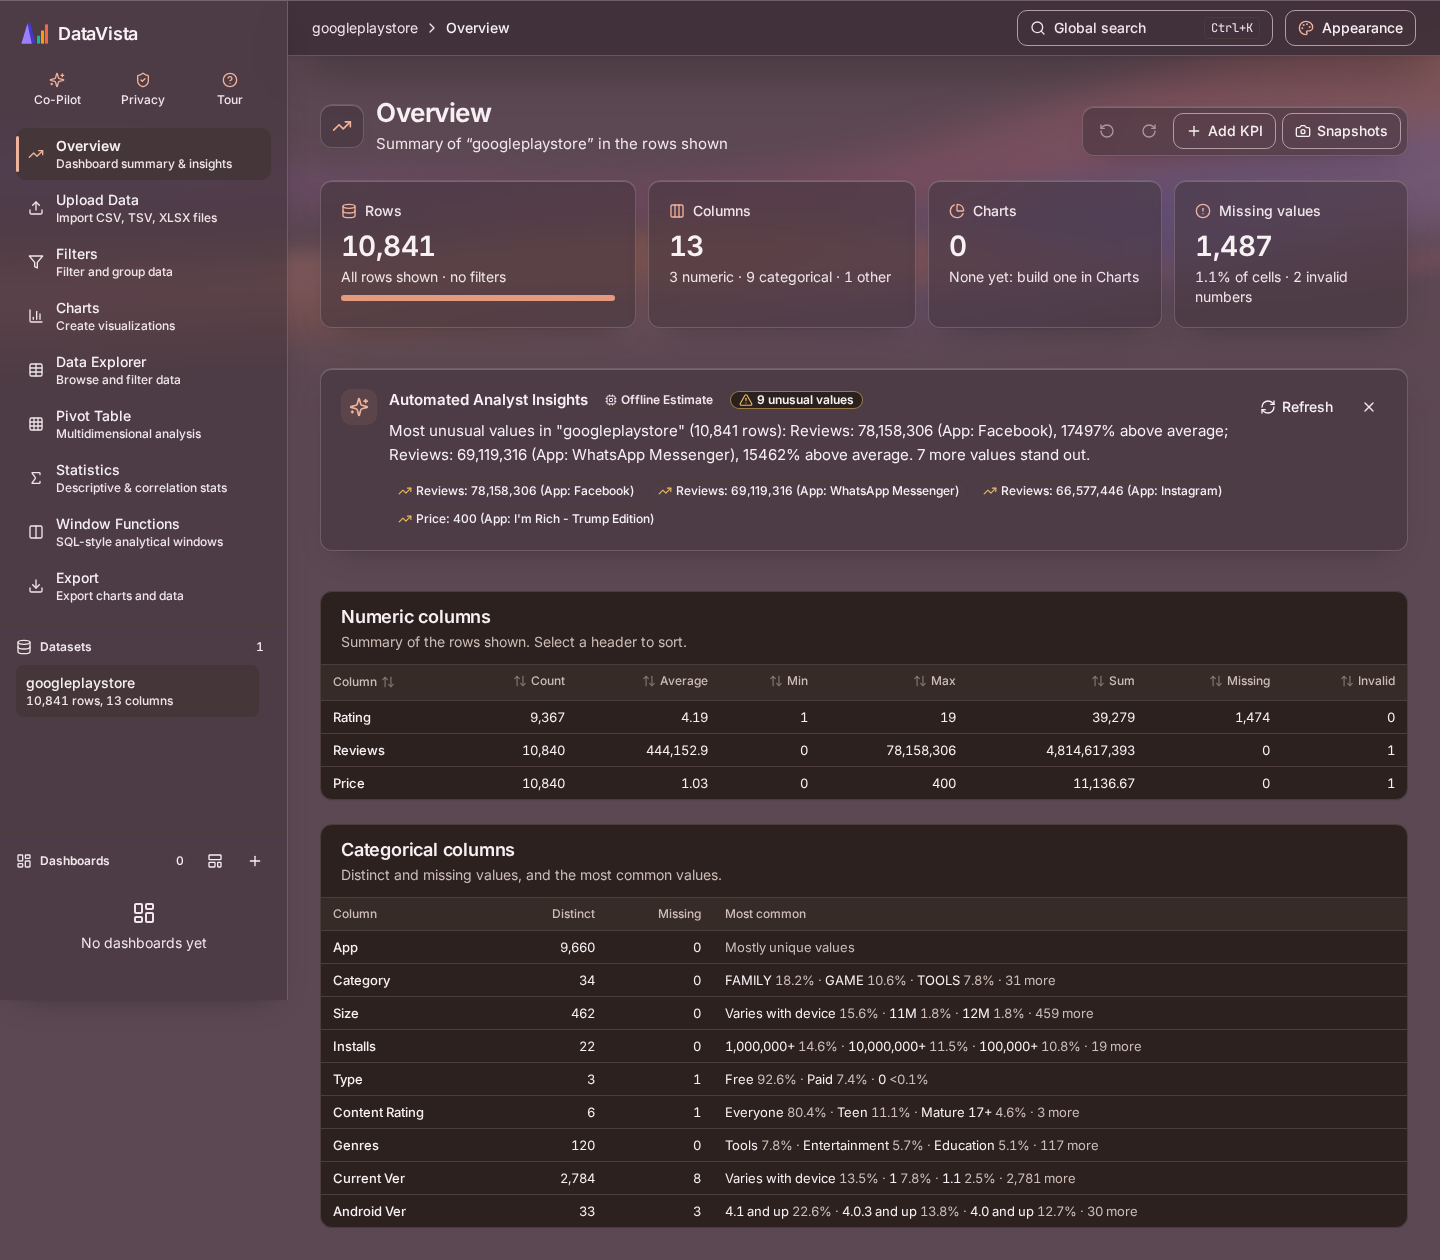 DataVista
Co-Pilot Privacy Tour
Overview
Dashboard summary & insights
Upload Data
Import CSV, TSV, XLSX files
Filters
Filter and group data
Charts
Create visualizations
Data Explorer
Browse and filter data
Pivot Table
Multidimensional analysis
Statistics
Descriptive & correlation stats
Window Functions
SQL-style analytical windows
Export
Export charts and data
Datasets 1
googleplaystore
10,841 rows, 13 columns
Dashboards 0
No dashboards yet
googleplaystore > Overview
Global search Ctrl+K
Appearance
Overview
Summary of “googleplaystore” in the rows shown
Add KPI
Snapshots
Rows
10,841
All rows shown · no filters
Columns
13
3 numeric · 9 categorical · 1 other
Charts
0
None yet: build one in Charts
Missing values
1,487
1.1% of cells · 2 invalid
numbers
Automated Analyst Insights Offline Estimate 9 unusual values
Refresh
Most unusual values in "googleplaystore" (10,841 rows): Reviews: 78,158,306 (App: Facebook), 17497% above average;
Reviews: 69,119,316 (App: WhatsApp Messenger), 15462% above average. 7 more values stand out.
Reviews: 78,158,306 (App: Facebook) Reviews: 69,119,316 (App: WhatsApp Messenger) Reviews: 66,577,446 (App: Instagram)
Price: 400 (App: I'm Rich - Trump Edition)
Numeric columns
Summary of the rows shown. Select a header to sort.
Column Count Average Min Max Sum Missing Invalid
Rating 9,367 4.19 1 19 39,279 1,474 0
Reviews 10,840 444,152.9 0 78,158,306 4,814,617,393 0 1
Price 10,840 1.03 0 400 11,136.67 0 1
Categorical columns
Distinct and missing values, and the most common values.
Column Distinct Missing Most common
App 9,660 0 Mostly unique values
Category 34 0 FAMILY 18.2% · GAME 10.6% · TOOLS 7.8% · 31 more
Size 462 0 Varies with device 15.6% · 11M 1.8% · 12M 1.8% · 459 more
Installs 22 0 1,000,000+ 14.6% · 10,000,000+ 11.5% · 100,000+ 10.8% · 19 more
Type 3 1 Free 92.6% · Paid 7.4% · 0 <0.1%
Content Rating 6 1 Everyone 80.4% · Teen 11.1% · Mature 17+ 4.6% · 3 more
Genres 120 0 Tools 7.8% · Entertainment 5.7% · Education 5.1% · 117 more
Current Ver 2,784 8 Varies with device 13.5% · 1 7.8% · 1.1 2.5% · 2,781 more
Android Ver 33 3 4.1 and up 22.6% · 4.0.3 and up 13.8% · 4.0 and up 12.7% · 30 more